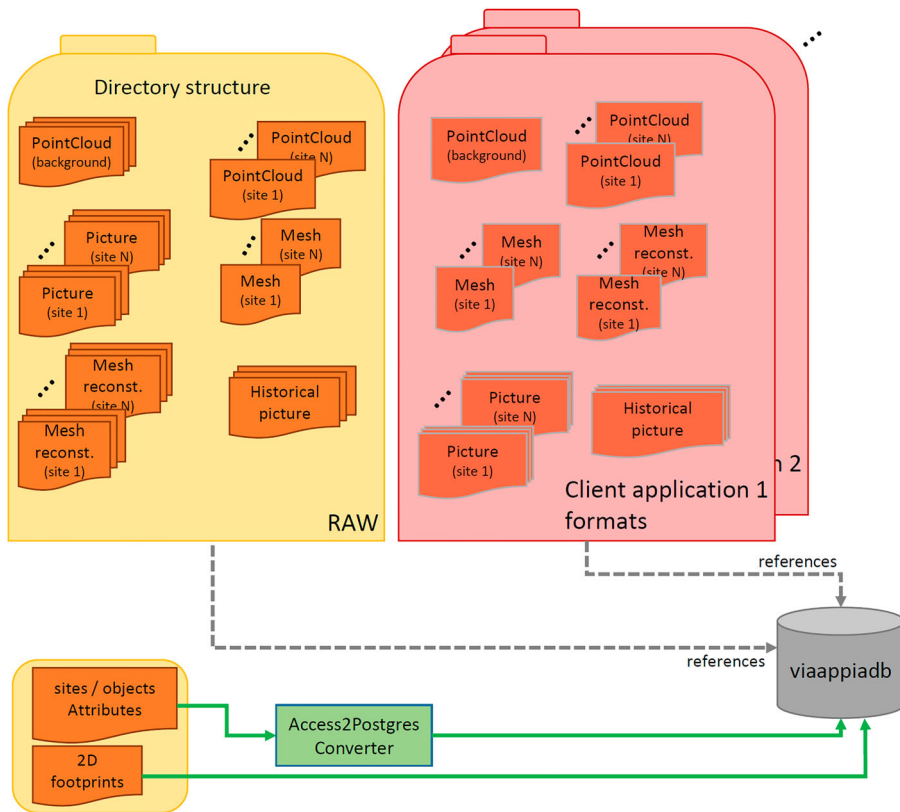 Directory structure
PointCloud
(background)
PointCloud
(site N)
PointCloud
(site 1)
Picture
(site N)
Picture
(site 1)
Mesh
(site N)
Mesh
(site 1)
Mesh
reconst.
(site N)
Mesh
reconst.
(site 1)
Historical
picture
RAW
PointCloud
(background)
PointCloud
(site N)
PointCloud
(site 1)
Mesh
(site N)
Mesh
(site 1)
Mesh
reconst.
(site N)
Mesh
reconst.
(site 1)
Picture
(site N)
Picture
(site 1)
Historical
picture
n 2
Client application 1
formats
references
references
viaappiadb
sites / objects
Attributes
Access2Postgres
Converter
2D
footprints